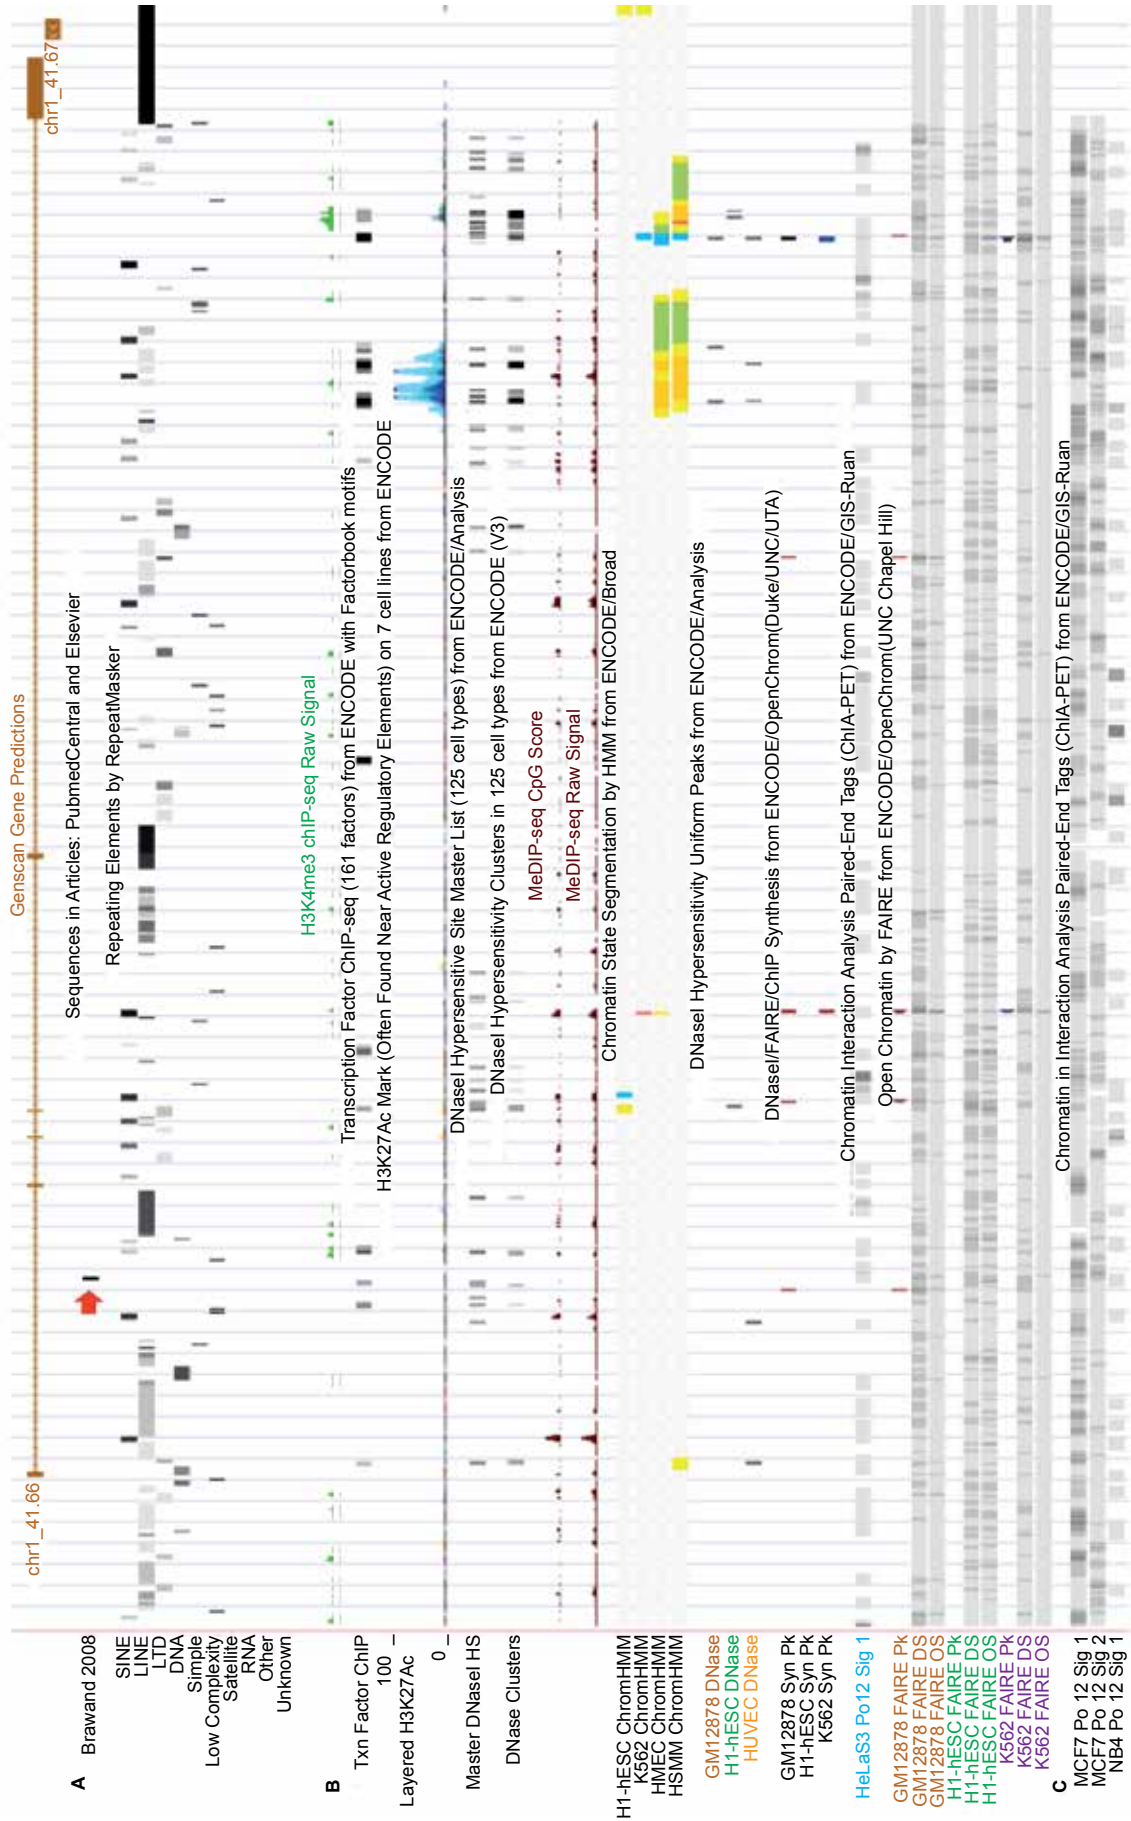 Genscan Gene Predictions
chr1_41.66
chr1_41.67
A
Sequences in Articles: PubmedCentral and Elsevier
Brawand 2008
Repeating Elements by RepeatMasker
SINE
LINE
LTD
DNA
Simple
Low Complexity
Satellite
RNA
Other
Unknown
H3K4me3 chIP-seq Raw Signal
B
Transcription Factor ChIP-seq (161 factors) from ENCODE with Factorbook motifs
Txn Factor ChIP
H3K27Ac Mark (Often Found Near Active Regulatory Elements) on 7 cell lines from ENCODE
100 _
Layered H3K27Ac
0 _
DNaseI Hypersensitive Site Master List (125 cell types) from ENCODE/Analysis
Master DNaseI HS
DNaseI Hypersensitivity Clusters in 125 cell types from ENCODE (V3)
DNase Clusters
MeDIP-seq CpG Score
MeDIP-seq Raw Signal
Chromatin State Segmentation by HMM from ENCODE/Broad
H1-hESC ChromHMM
K562 ChromHMM
HMEC ChromHMM
HSMM ChromHMM
DNaseI Hypersensitivity Uniform Peaks from ENCODE/Analysis
GM12878 DNase
H1-hESC DNase
HUVEC DNase
DNaseI/FAIRE/ChIP Synthesis from ENCODE/OpenChrom(Duke/UNC/UTA)
GM12878 Syn Pk
H1-hESC Syn Pk
K562 Syn Pk
Chromatin Interaction Analysis Paired-End Tags (ChIA-PET) from ENCODE/GIS-Ruan
HeLaS3 Po12 Sig 1
Open Chromatin by FAIRE from ENCODE/OpenChrom(UNC Chapel Hill)
GM12878 FAIRE Pk
GM12878 FAIRE DS
GM12878 FAIRE OS
H1-hESC FAIRE Pk
H1-hESC FAIRE DS
H1-hESC FAIRE OS
K562 FAIRE Pk
K562 FAIRE DS
K562 FAIRE OS
C
Chromatin in Interaction Analysis Paired-End Tags (ChIA-PET) from ENCODE/GIS-Ruan
MCF7 Po 12 Sig 1
MCF7 Po 12 Sig 2
NB4 Po 12 Sig 1